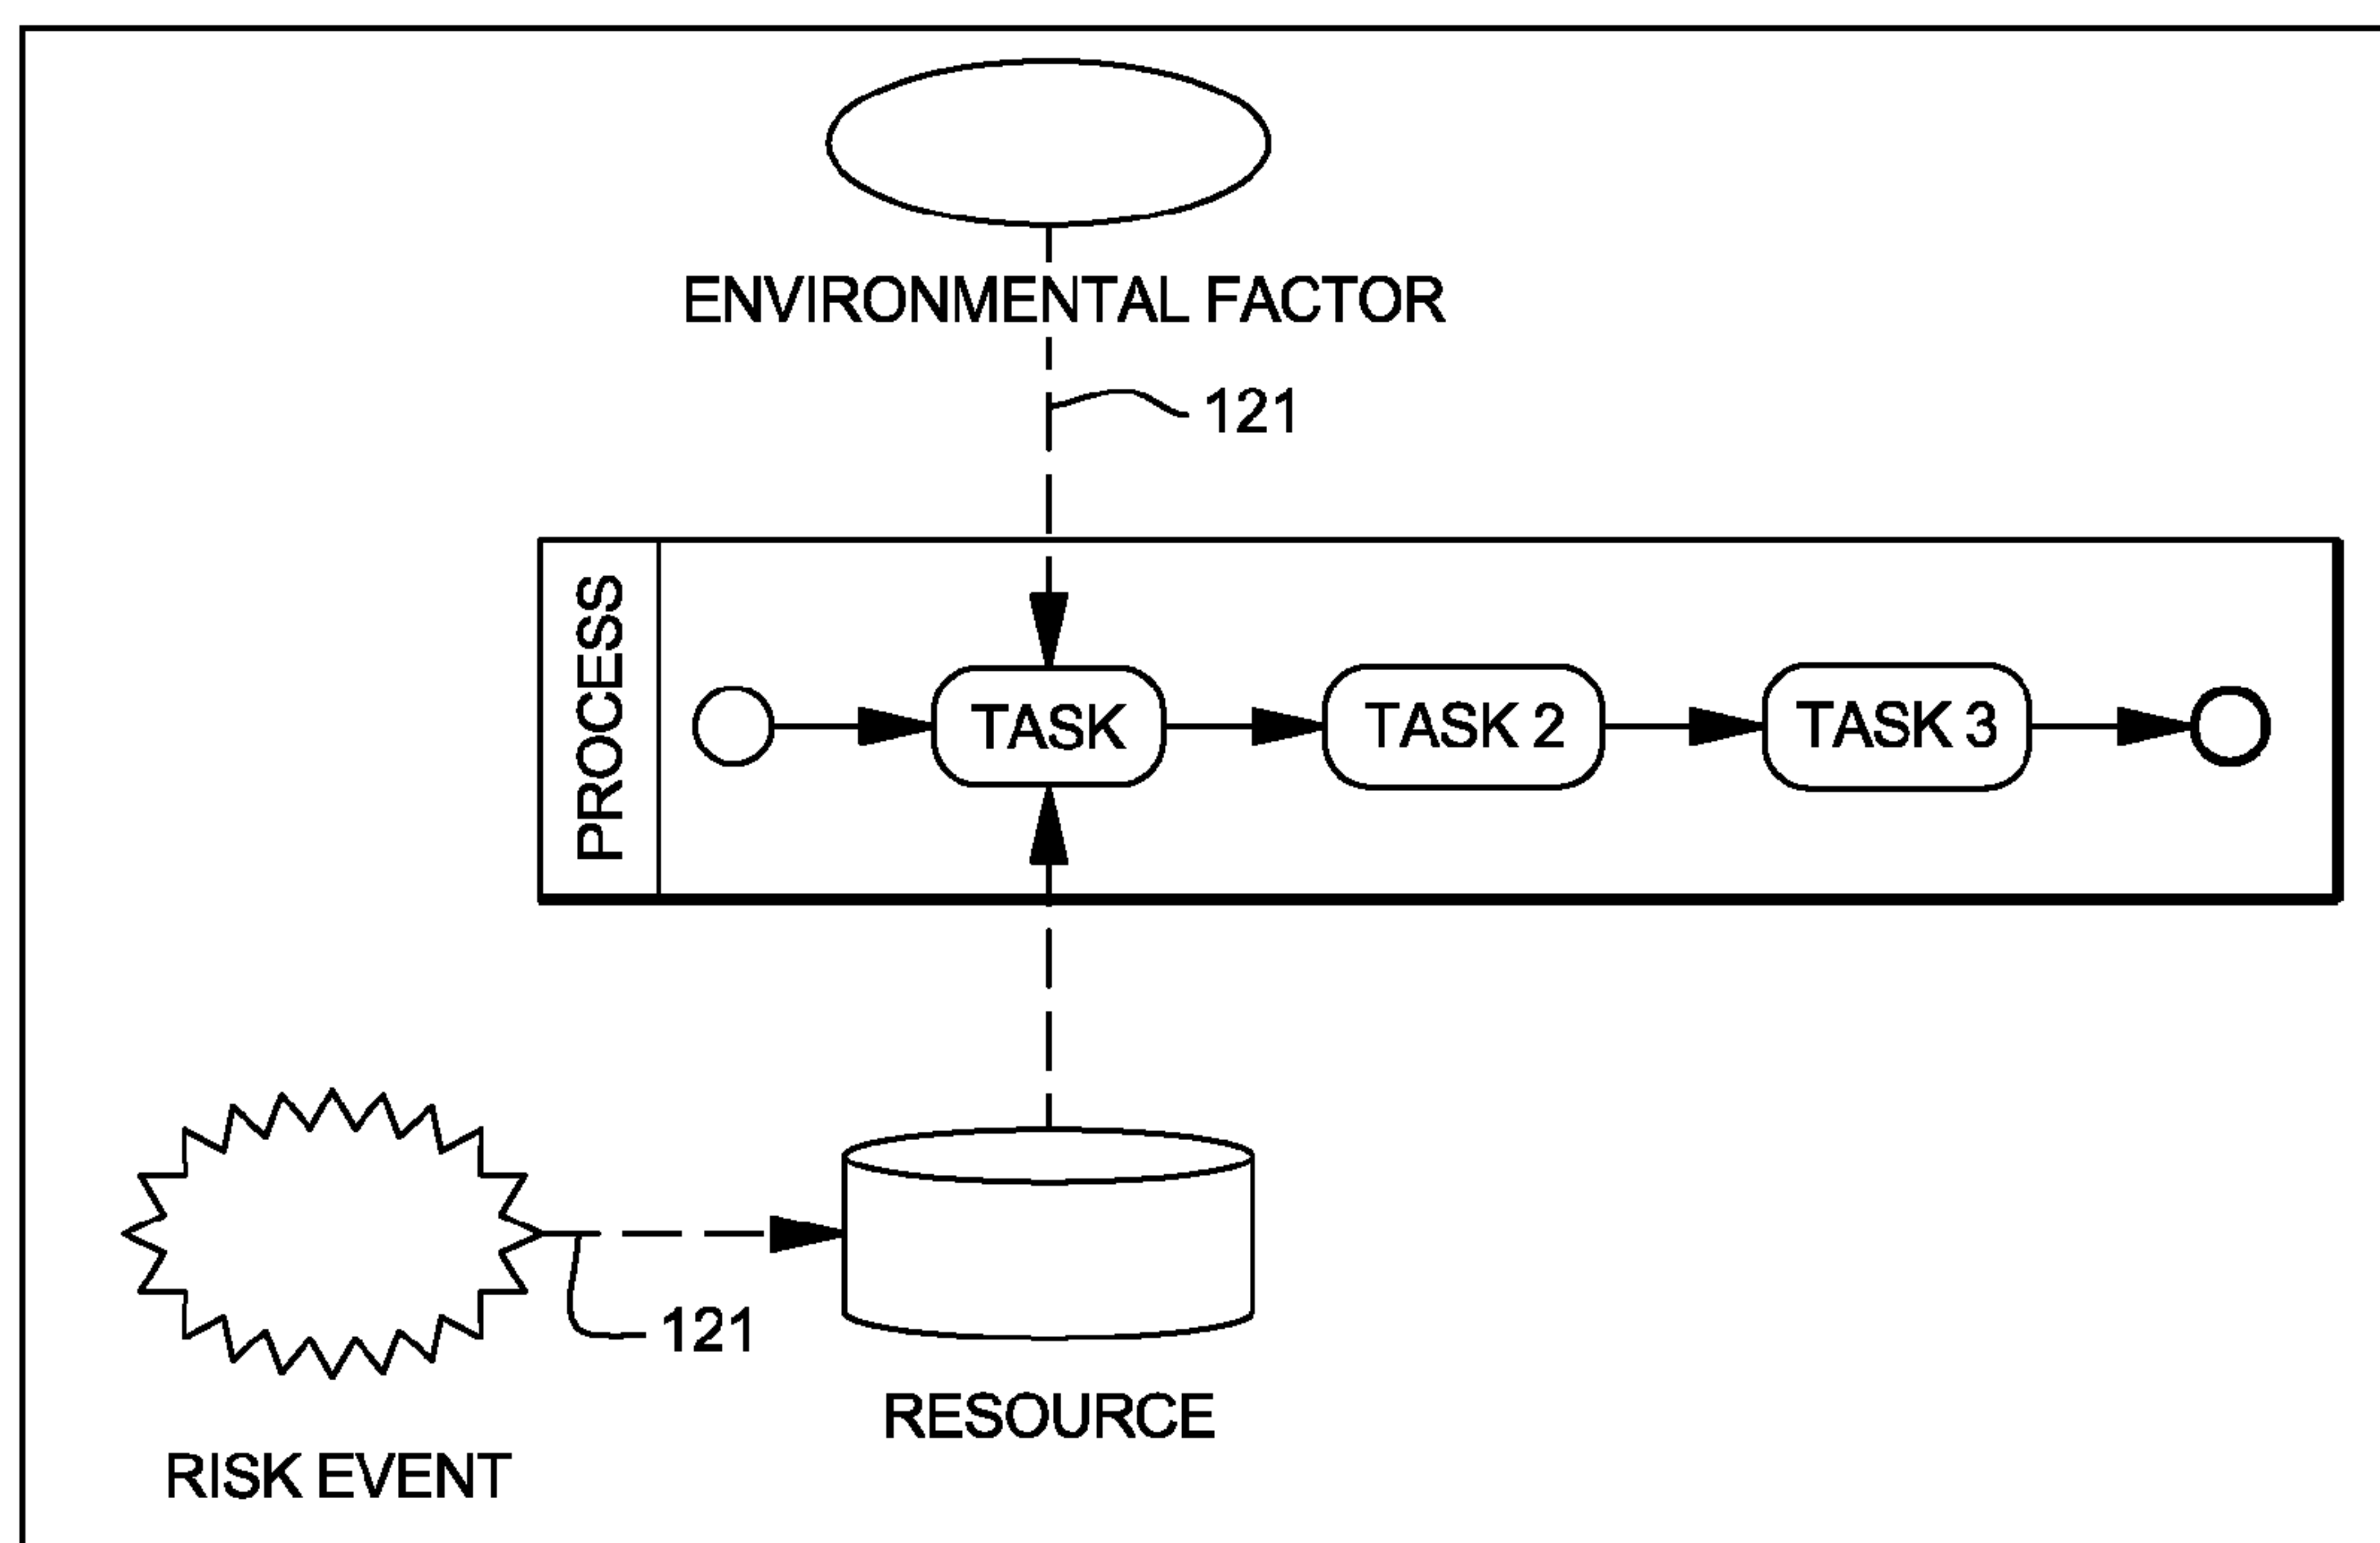 ENVIRONMENTAL FACTOR
121
PROCESS
TASK
TASK 2
TASK 3
121
RESOURCE
RISK EVENT